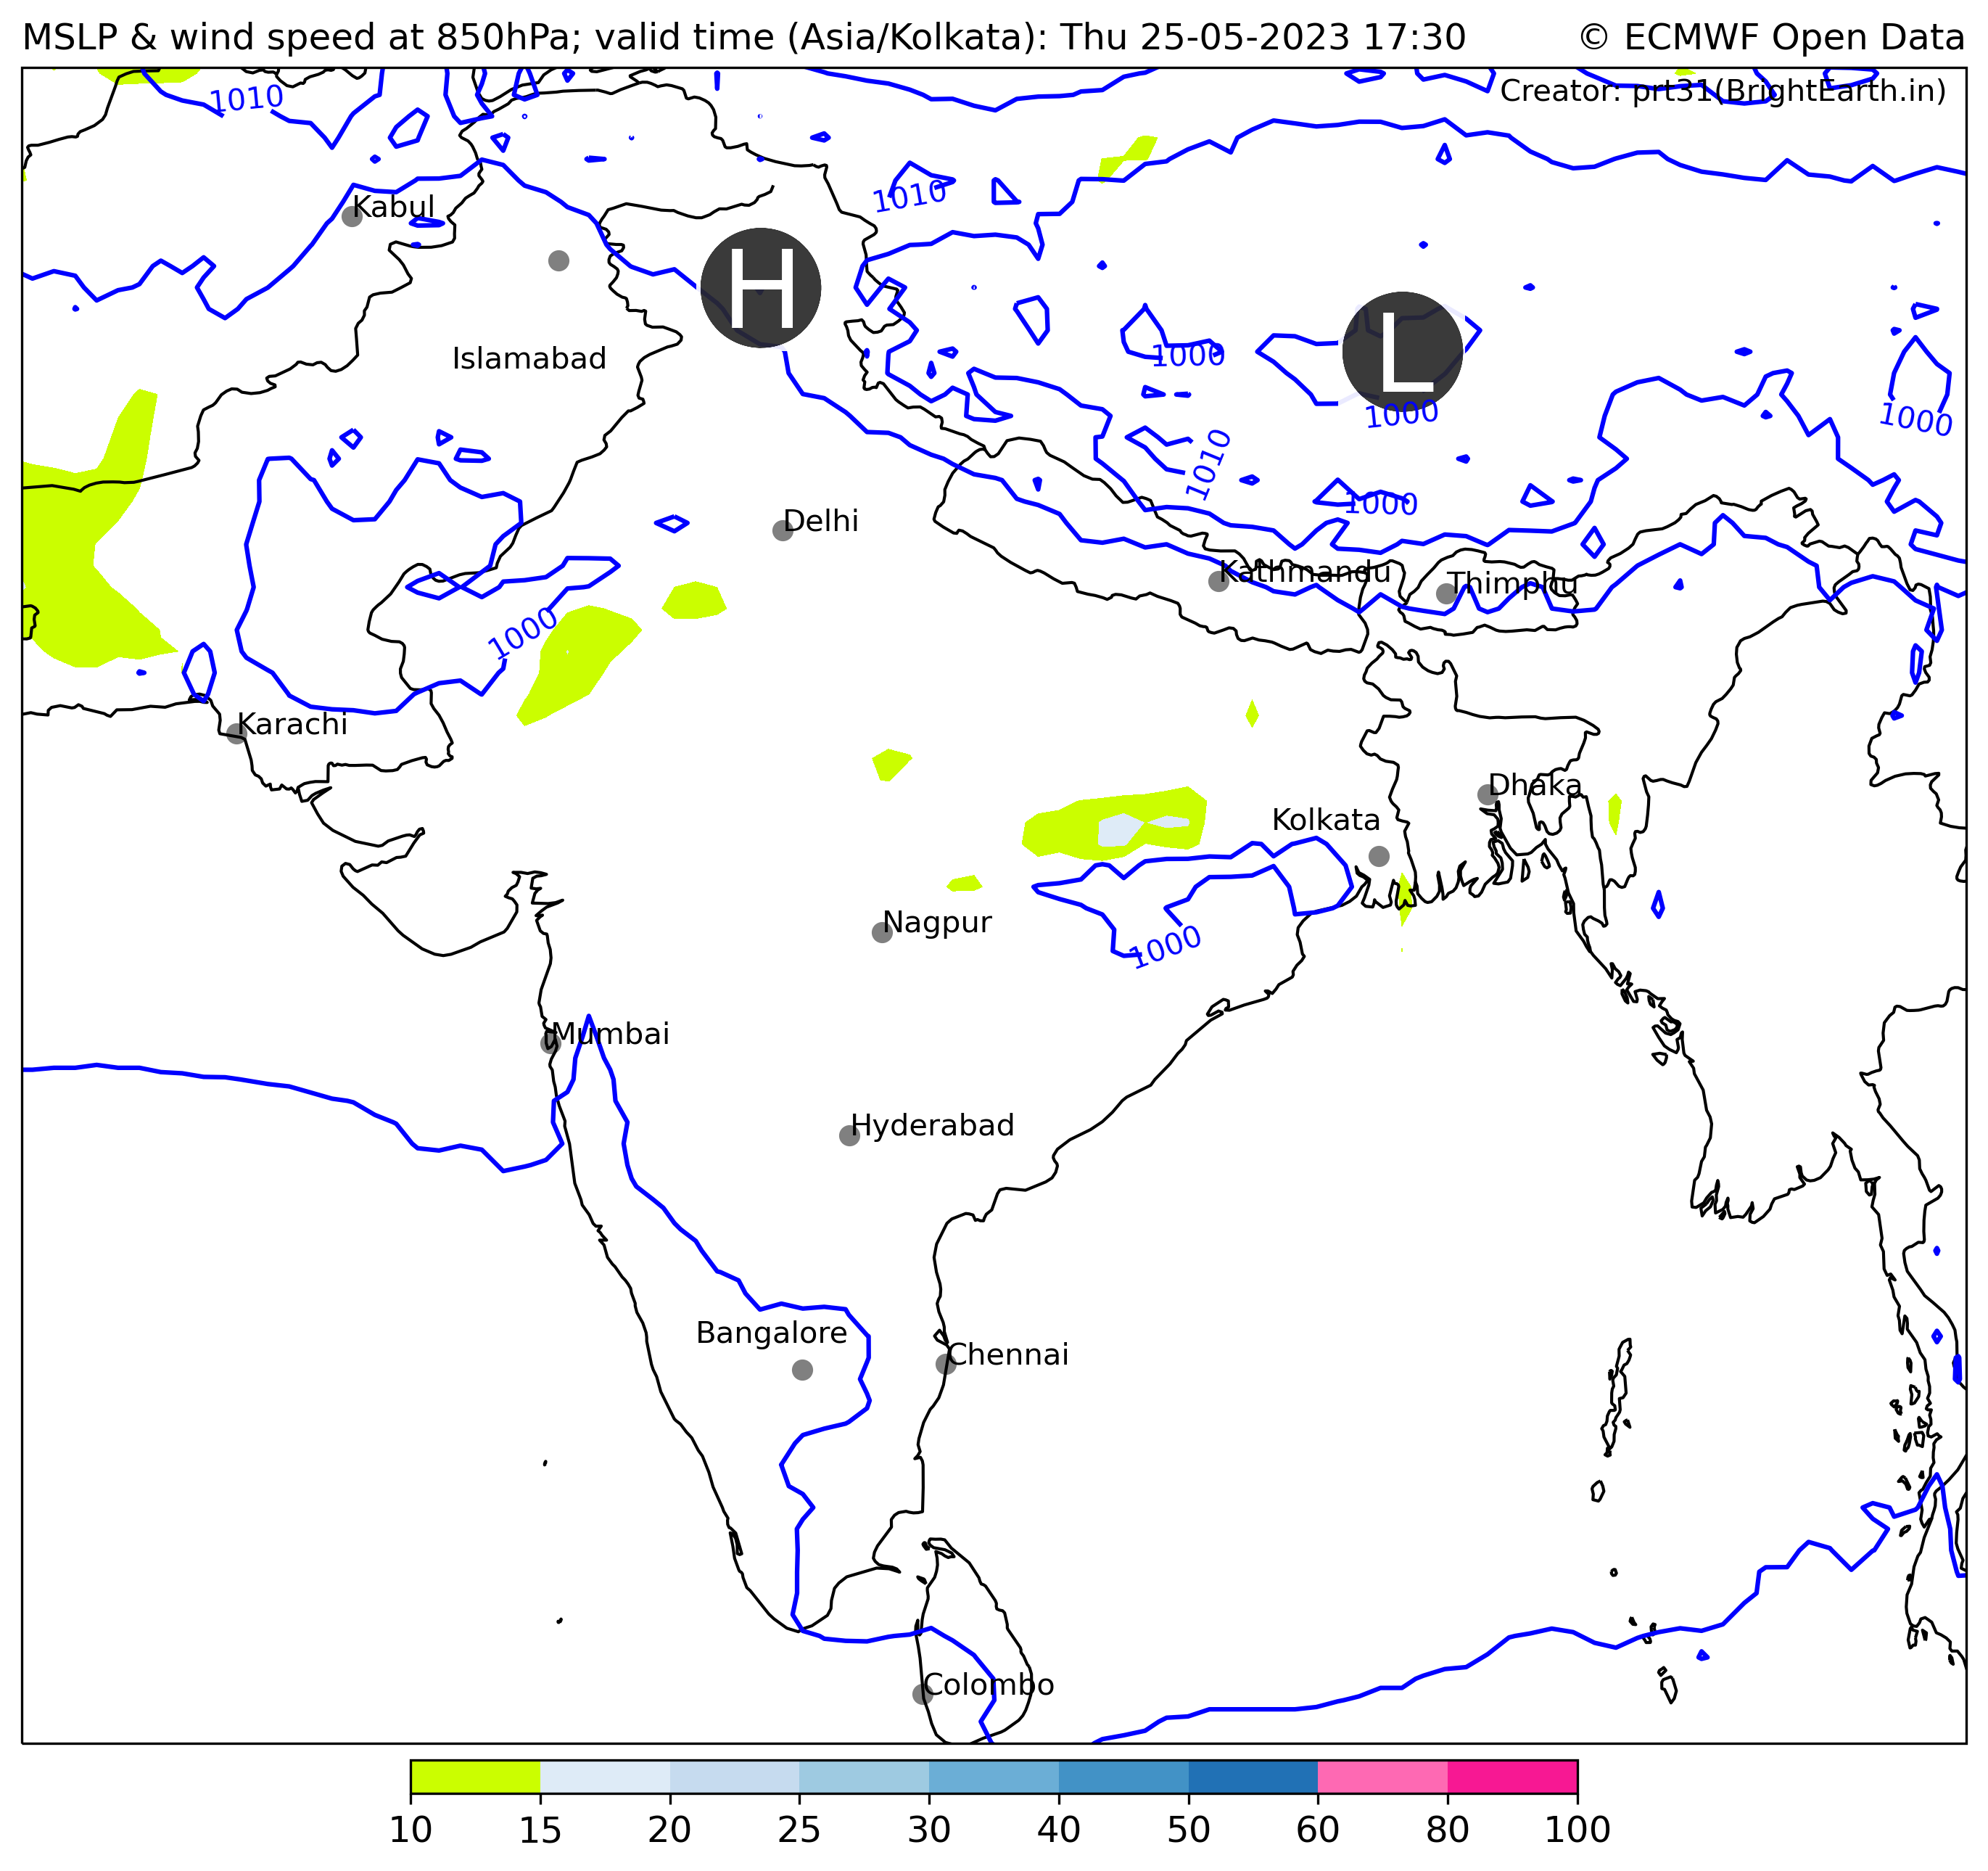 MSLP & wind speed at 850hPa; valid time (Asia/Kolkata): Thu 25-05-2023 17:30 © ECMWF Open Data
Creator: prt31(BrightEarth.in)
1010
1010
Kabul
H
Islamabad
1000
L
1000
1000
1010
1000
Delhi
Kathmandu
Thimphu
1000
Karachi
Dhaka
Kolkata
Nagpur
1000
Mumbai
Hyderabad
Bangalore
Chennai
Colombo
10 15 20 25 30 40 50 60 80 100